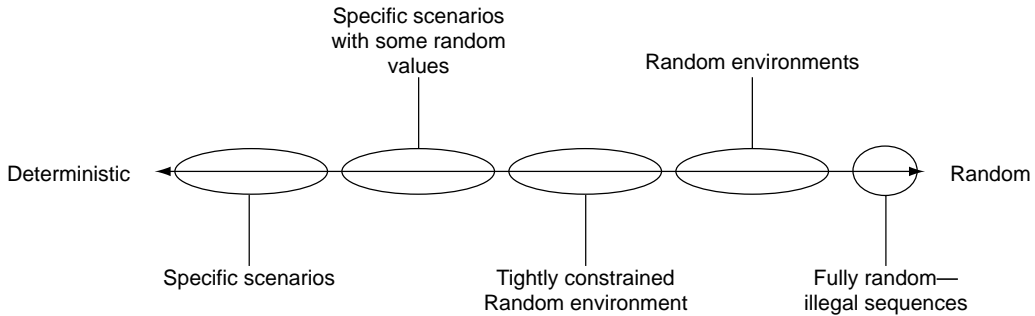 Specific scenarios
with some random
values
Random environments
Deterministic
Random
Specific scenarios
Tightly constrained
Random environment
Fully random—
illegal sequences